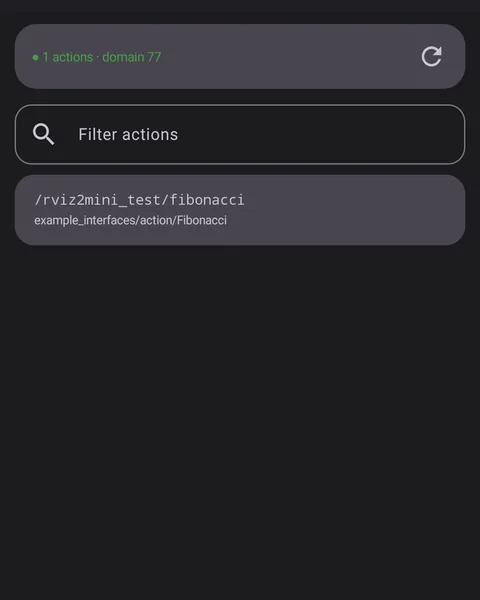 ● 1 actions · domain 77
Filter actions
/rviz2mini_test/fibonacci
example_interfaces/action/Fibonacci